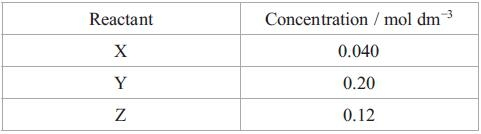 Reactant Concentration / mol dm⁻³
X 0.040
Y 0.20
Z 0.12